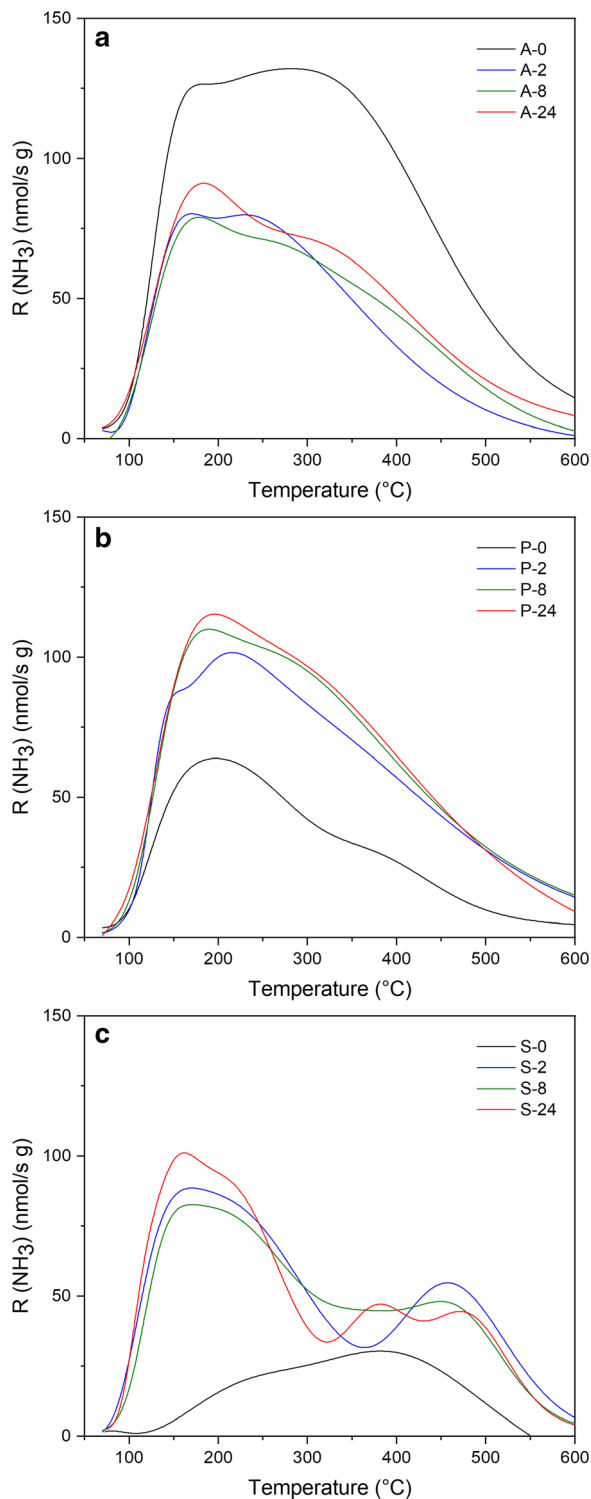 a
A-0
A-2
A-8
A-24
R (NH3) (nmol/s g)
150
100
50
0
100 200 300 400 500 600
Temperature (°C)
b
P-0
P-2
P-8
P-24
R (NH3) (nmol/s g)
150
100
50
0
100 200 300 400 500 600
Temperature (°C)
c
S-0
S-2
S-8
S-24
R (NH3) (nmol/s g)
150
100
50
0
100 200 300 400 500 600
Temperature (°C)